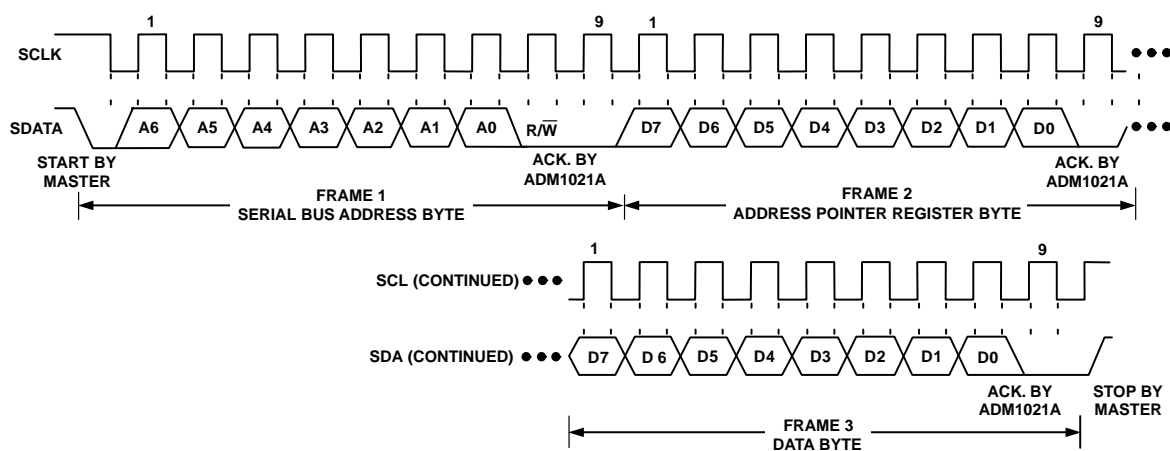 1 9 1 9
SCLK
SDATA A6 A5 A4 A3 A2 A1 A0 R/W̅ D7 D6 D5 D4 D3 D2 D1 D0
START BY
MASTER
ACK. BY
ADM1021A
ACK. BY
ADM1021A
FRAME 1
SERIAL BUS ADDRESS BYTE
FRAME 2
ADDRESS POINTER REGISTER BYTE
1 9
SCL (CONTINUED)
SDA (CONTINUED) D7 D 6 D5 D4 D3 D2 D1 D0
ACK. BY
ADM1021A
STOP BY
MASTER
FRAME 3
DATA BYTE